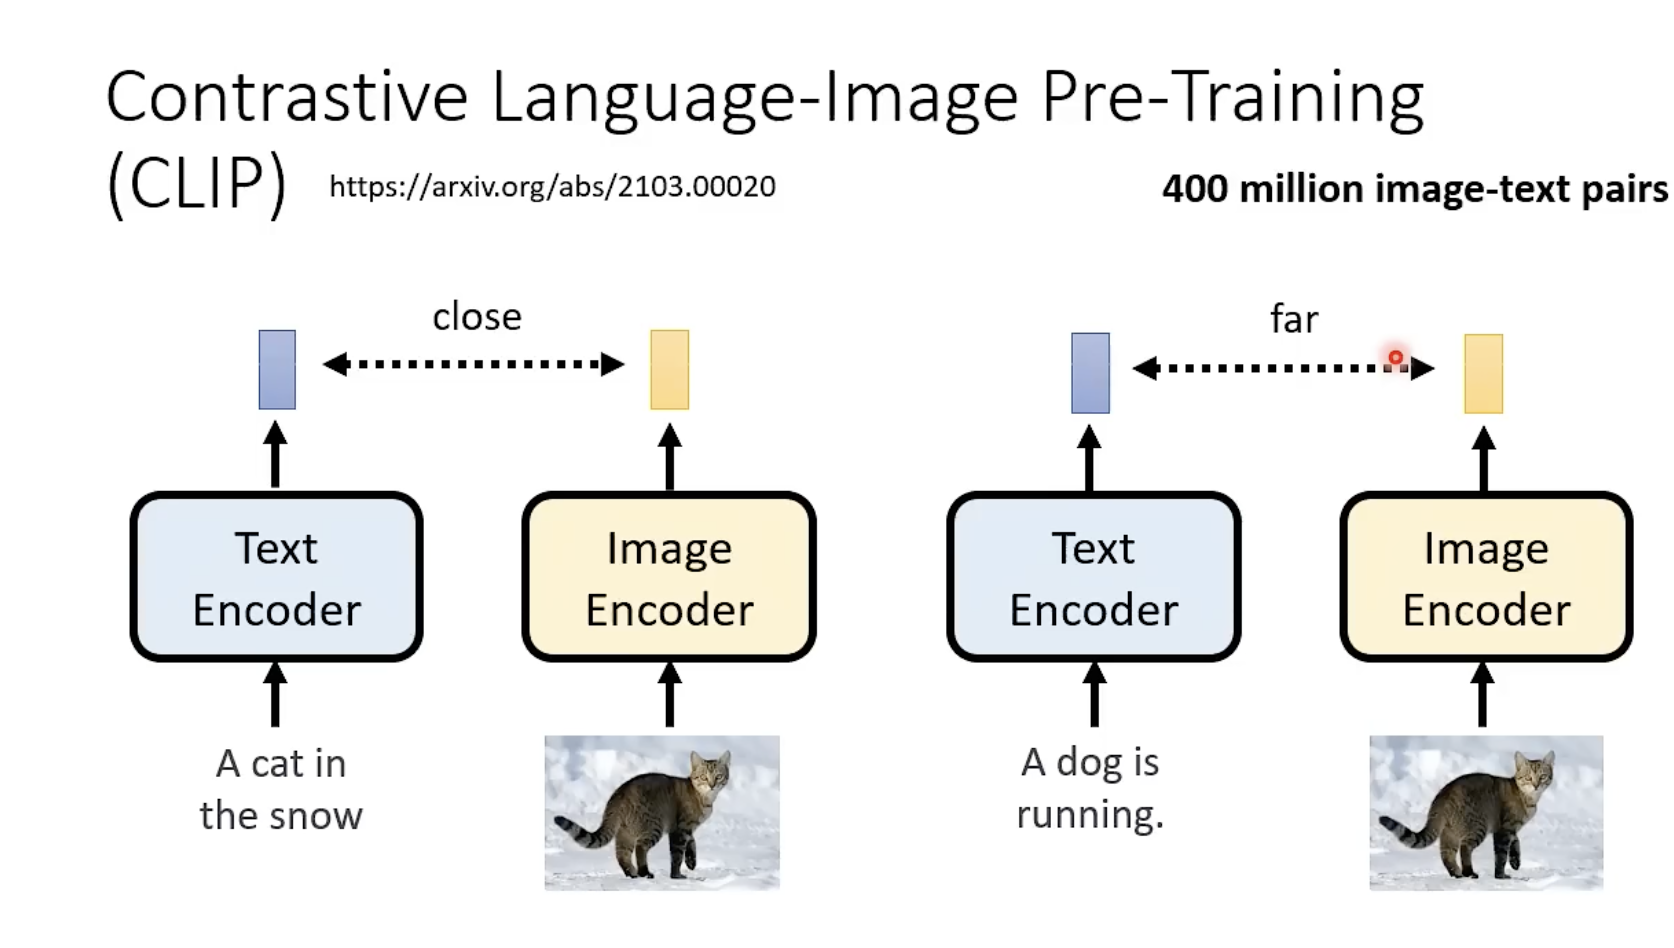 Contrastive Language-Image Pre-Training
(CLIP) https://arxiv.org/abs/2103.00020 400 million image-text pairs
close far
Text Encoder
Image Encoder
Text Encoder
Image Encoder
A cat in
the snow
A dog is
running.